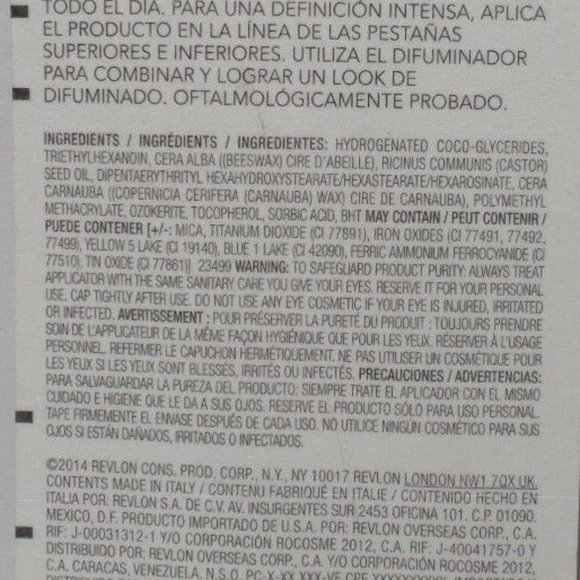 TODO EL DÍA. PARA UNA DEFINICIÓN INTENSA, APLICA
EL PRODUCTO EN LA LÍNEA DE LAS PESTAÑAS
SUPERIORES E INFERIORES. UTILIZA EL DIFUMINADOR
PARA COMBINAR Y LOGRAR UN LOOK DE
DIFUMINADO. OFTALMOLÓGICAMENTE PROBADO.
INGREDIENTS / INGRÉDIENTS / INGREDIENTES: HYDROGENATED COCO-GLYCERIDES,
TRIETHYLHEXANOIN, CERA ALBA ((BEESWAX) CIRE D'ABEILLE), RICINUS COMMUNIS (CASTOR)
SEED OIL, DIPENTAERYTHRITYL HEXAHYDROXYSTEARATE/HEXASTEARATE/HEXAROSINATE, CERA
CARNAUBA ((COPERNICIA CERIFERA (CARNAUBA) WAX) CIRE DE CARNAUBA), POLYMETHYL
METHACRYLATE, OZOKERITE, TOCOPHEROL, SORBIC ACID, BHT MAY CONTAIN / PEUT CONTENIR /
PUEDE CONTENER [+/-: MICA, TITANIUM DIOXIDE (CI 77891), IRON OXIDES (CI 77491, 77492,
77499), YELLOW 5 LAKE (CI 19140), BLUE 1 LAKE (CI 42090), FERRIC AMMONIUM FERROCYANIDE (CI
77510), TIN OXIDE (CI 77861)] 23499 WARNING: TO SAFEGUARD PRODUCT PURITY: ALWAYS TREAT
APPLICATOR WITH THE SAME SANITARY CARE YOU GIVE YOUR EYES. RESERVE IT FOR YOUR PERSONAL
USE. CAP TIGHTLY AFTER USE. DO NOT USE ANY EYE COSMETIC IF YOUR EYE IS INJURED, IRRITATED
OR INFECTED. AVERTISSEMENT : POUR PRÉSERVER LA PURETÉ DU PRODUIT : TOUJOURS PRENDRE
SOIN DE L'APPLICATEUR DE LA MÊME FAÇON HYGIÉNIQUE QUE POUR LES YEUX. RÉSERVER À L'USAGE
PERSONNEL. REFERMER LE CAPUCHON HERMÉTIQUEMENT. NE PAS UTILISER UN COSMÉTIQUE POUR
LES YEUX SI LES YEUX SONT BLESSÉS, IRRITÉS OU INFECTÉS. PRECAUCIONES / ADVERTENCIAS:
PARA SALVAGUARDAR LA PUREZA DEL PRODUCTO: SIEMPRE TRATE EL APLICADOR CON EL MISMO
CUIDADO E HIGIENE QUE LE DA A SUS OJOS. RESERVE EL PRODUCTO SÓLO PARA USO PERSONAL.
TAPE FIRMEMENTE EL ENVASE DESPUÉS DE CADA USO. NO UTILICE NINGÚN COSMÉTICO PARA SUS
OJOS SI ESTÁN DAÑADOS, IRRITADOS O INFECTADOS.
©2014 REVLON CONS. PROD. CORP., N.Y., NY 10017 REVLON LONDON NW1 7QX UK.
CONTENTS MADE IN ITALY / CONTENU FABRIQUÉ EN ITALIE / CONTENIDO HECHO EN
ITALIA POR: REVLON S.A. DE C.V. AV. INSURGENTES SUR 2453 OFICINA 101. C.P. 01090.
MEXICO, D.F. PRODUCTO IMPORTADO DE U.S.A. POR: REVLON OVERSEAS CORP., C.A.
RIF: J-00031312-1 Y/O CORPORACIÓN ROCOSME 2012, C.A. RIF: J-40041757-0 Y
DISTRIBUIDO POR: REVLON OVERSEAS CORP., C.A. Y/O CORPORACIÓN ROCOSME 2012,
C.A. CARACAS, VENEZUELA. N.S.O. PC-X-XX